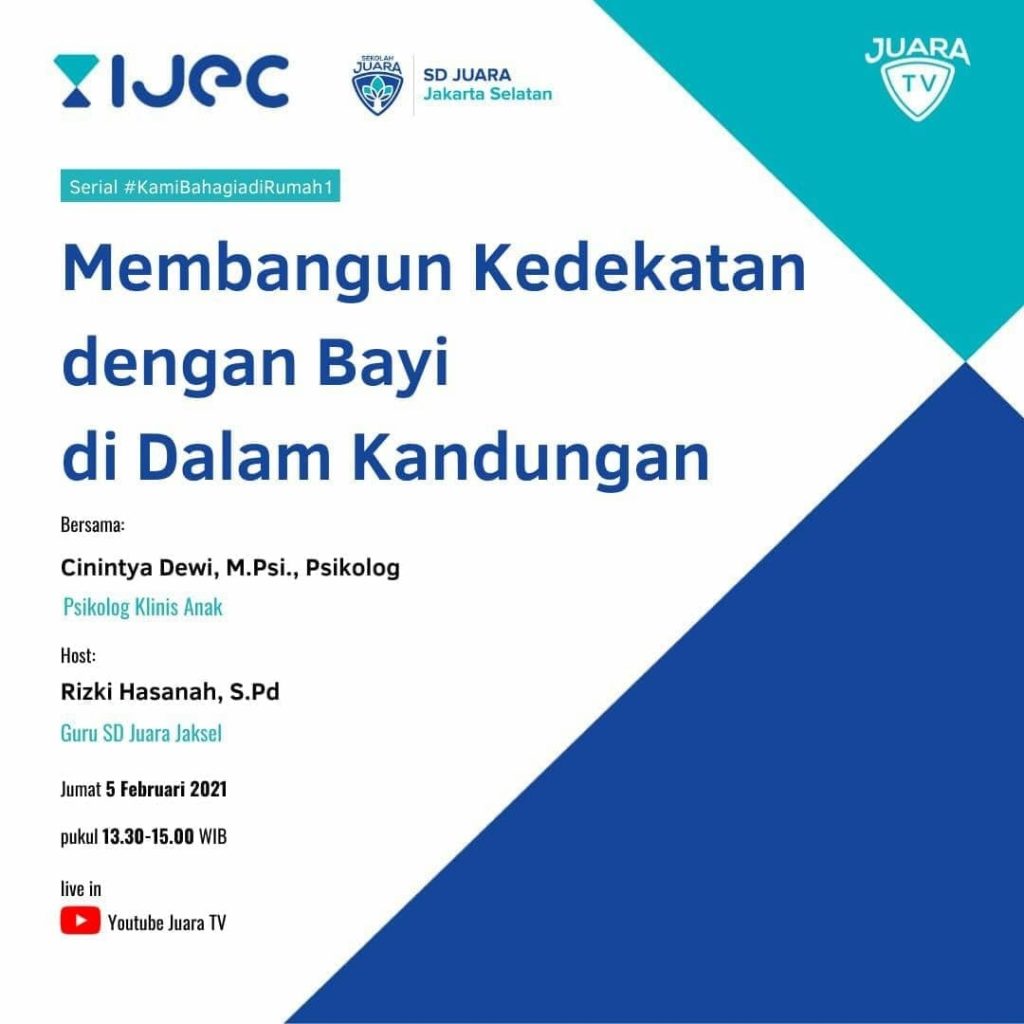 IJEC
SEKOLAH
JUARA
SD JUARA
Jakarta Selatan
JUARA
TV
Serial #KamiBahagiadiRumah1
Membangun Kedekatan
dengan Bayi
di Dalam Kandungan
Bersama:
Cinintya Dewi, M.Psi., Psikolog
Psikolog Klinis Anak
Host:
Rizki Hasanah, S.Pd
Guru SD Juara Jaksel
Jumat 5 Februari 2021
pukul 13.30-15.00 WIB
live in
Youtube Juara TV